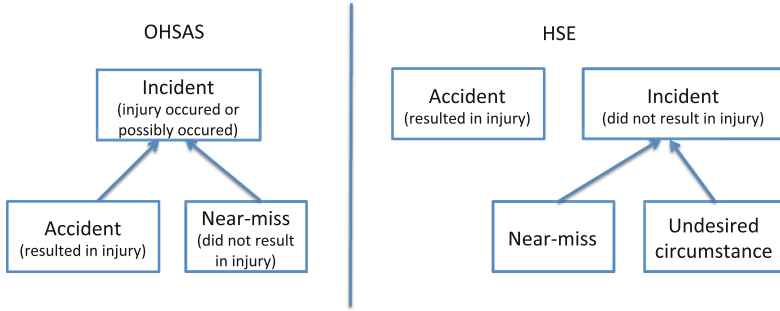 OHSAS
Incident
(injury occured or
possibly occured)
Accident
(resulted in injury)
Near-miss
(did not result
in injury)
HSE
Accident
(resulted in injury)
Incident
(did not result in injury)
Near-miss
Undesired
circumstance